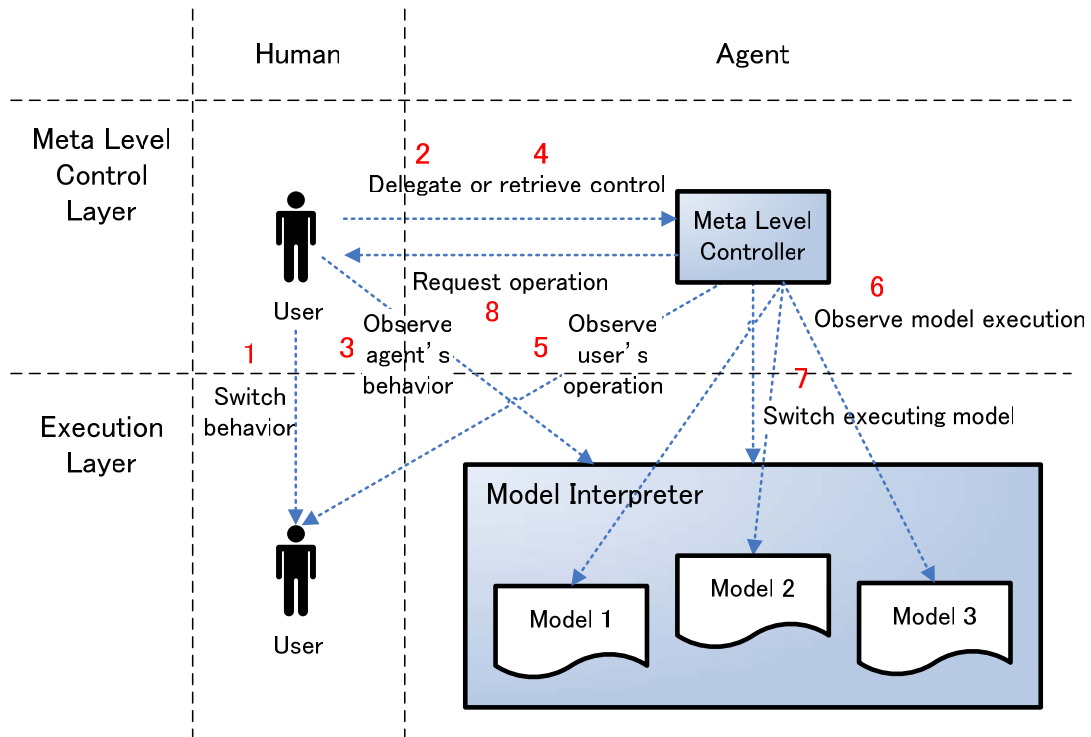 Human
Agent
Meta Level
Control
Layer
2
4
Delegate or retrieve control
Meta Level
Controller
Request operation
User
8
6
Observe model execution
1
3
Observe
agent's
behavior
5
Observe
user's
operation
7
Switch
behavior
Switch executing model
Execution
Layer
Model Interpreter
User
Model 1
Model 2
Model 3